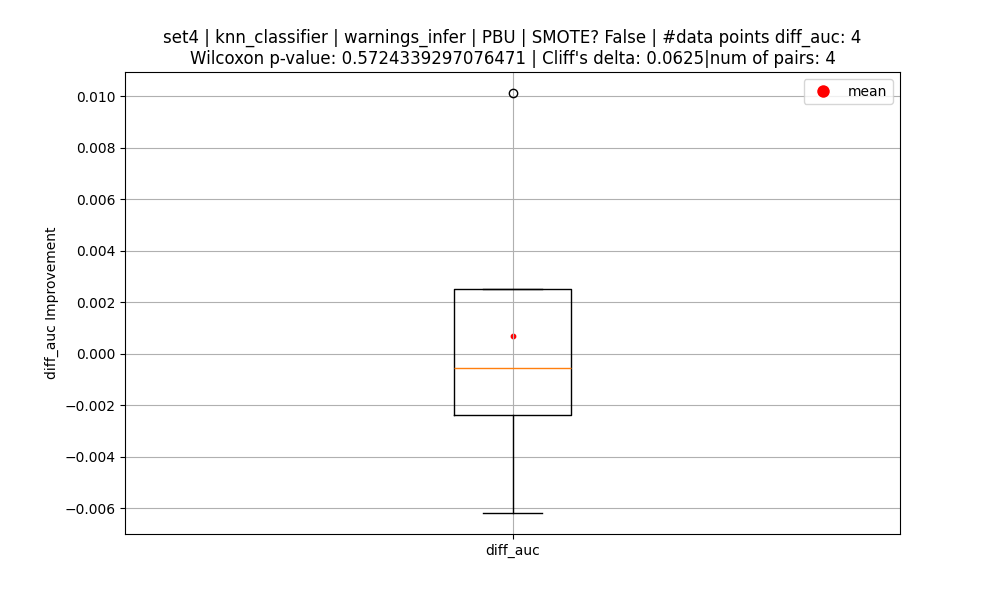 set4 | knn_classifier | warnings_infer | PBU | SMOTE? False | #data points diff_auc: 4
Wilcoxon p-value: 0.5724339297076471 | Cliff's delta: 0.0625|num of pairs: 4
mean
0.010
0.008
0.006
0.004
0.002
0.000
−0.002
−0.004
−0.006
diff_auc Improvement
diff_auc